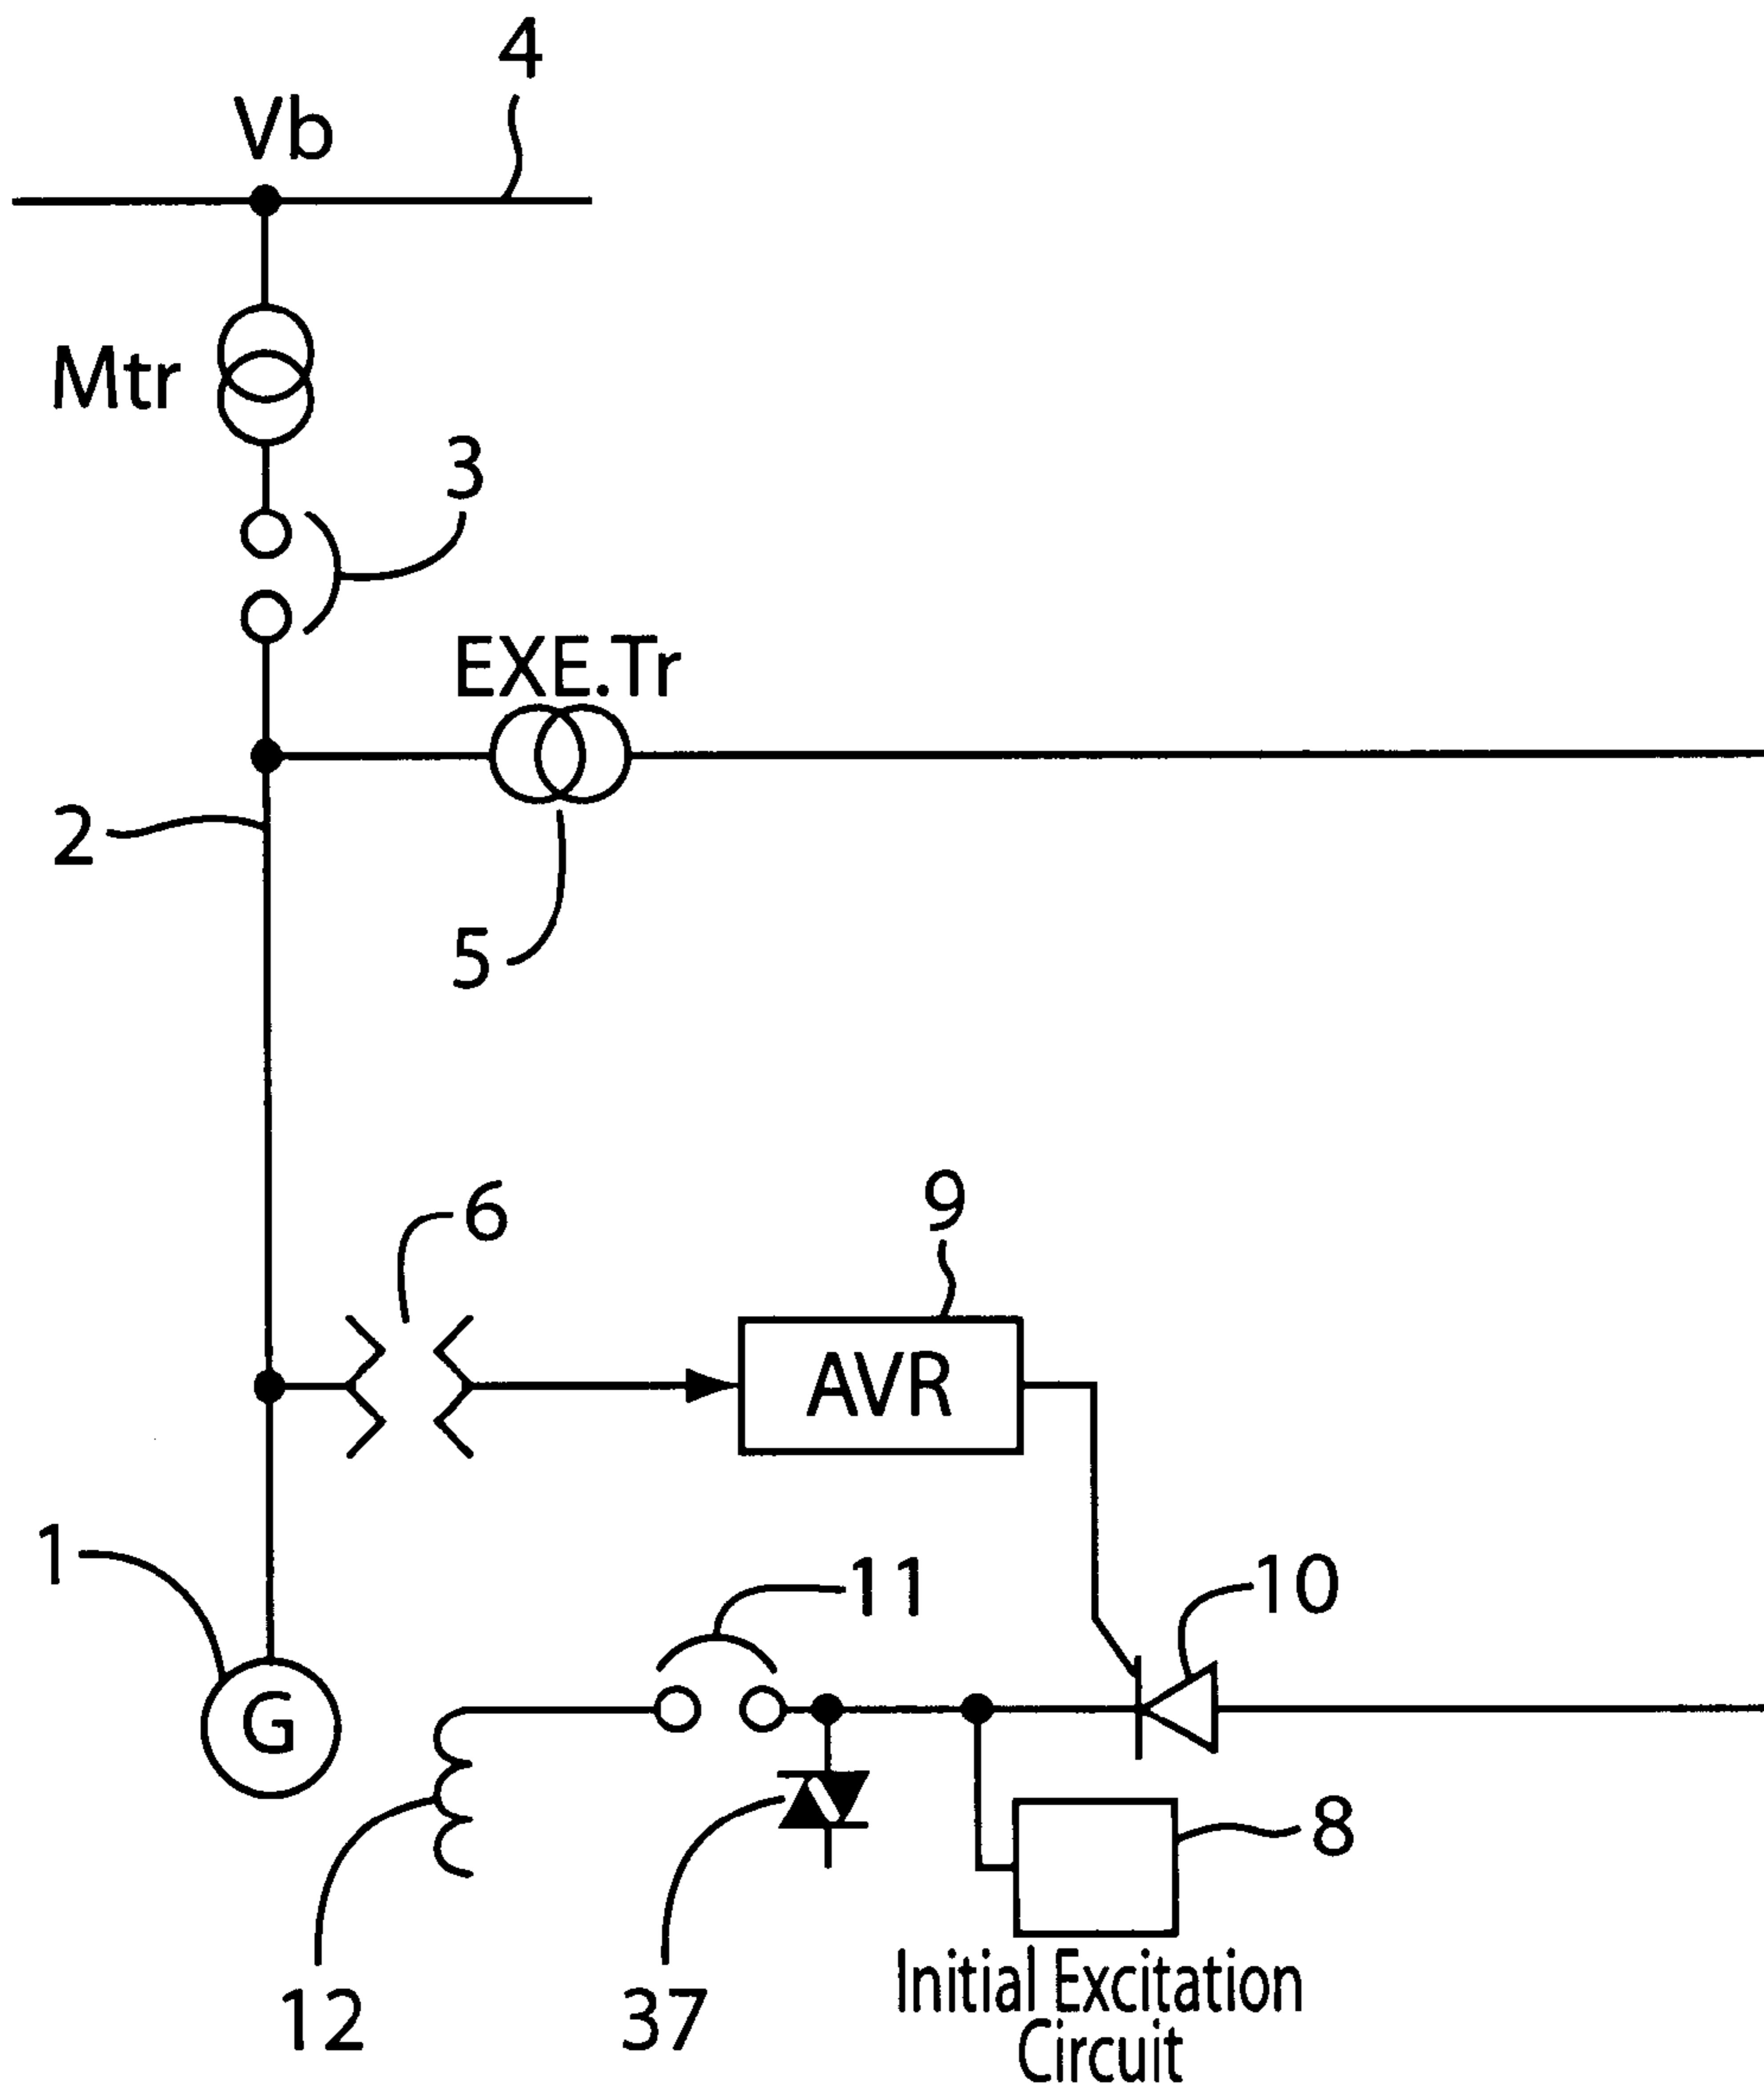 4
Vb
Mtr
3
EXE.Tr
2
5
6
9
AVR
1
11
10
G
8
12
37
Initial Excitation
Circuit